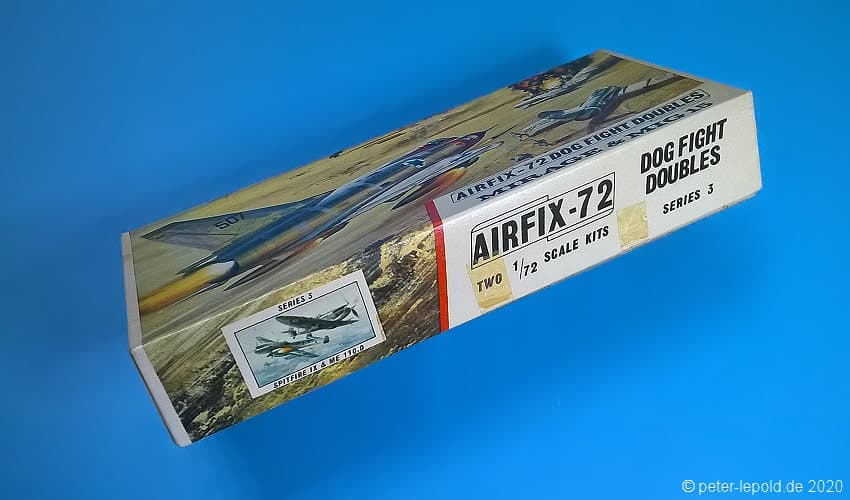 507
AIRFIX-72 DOG FIGHT DOUBLES
MIRAGE & MIG-15
AIRFIX-72
TWO 1/72 SCALE KITS
DOG FIGHT
DOUBLES
SERIES 3
SERIES 3
SPITFIRE IX & ME 110.D
© peter-lepold.de 2020